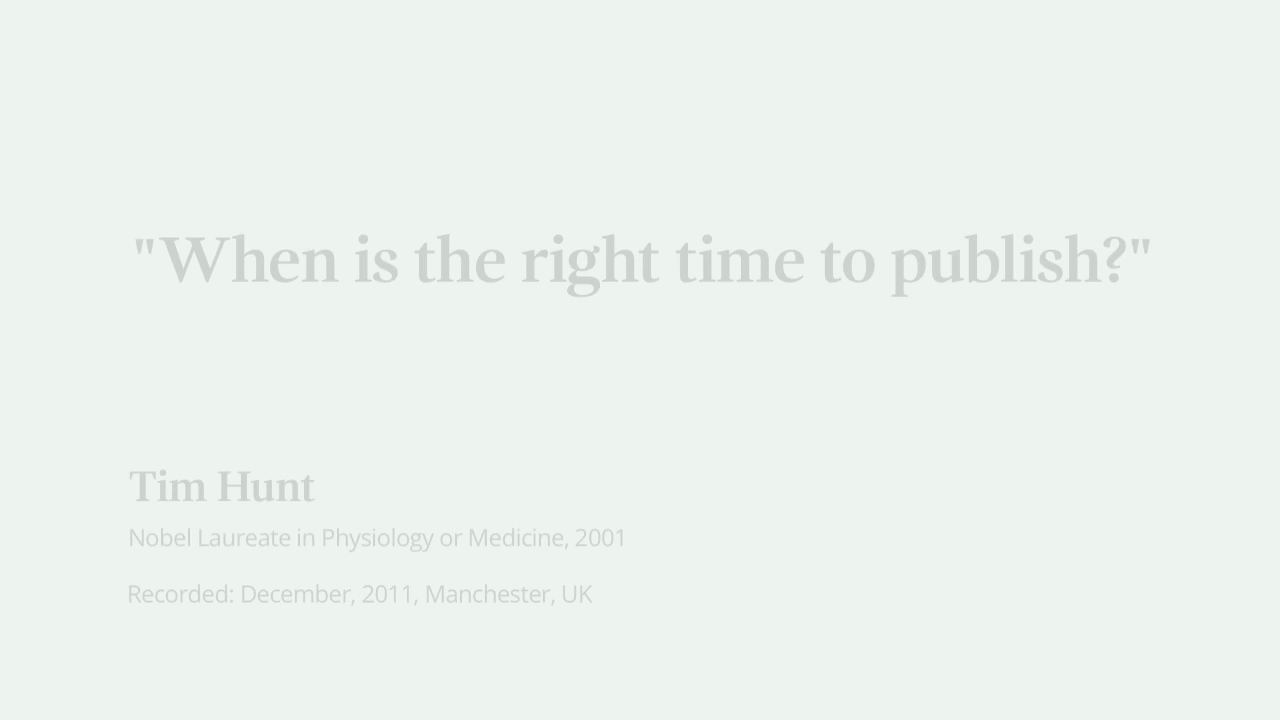 "When is the right time to publish?"
Tim Hunt
Nobel Laureate in Physiology or Medicine, 2001
Recorded: December, 2011, Manchester, UK